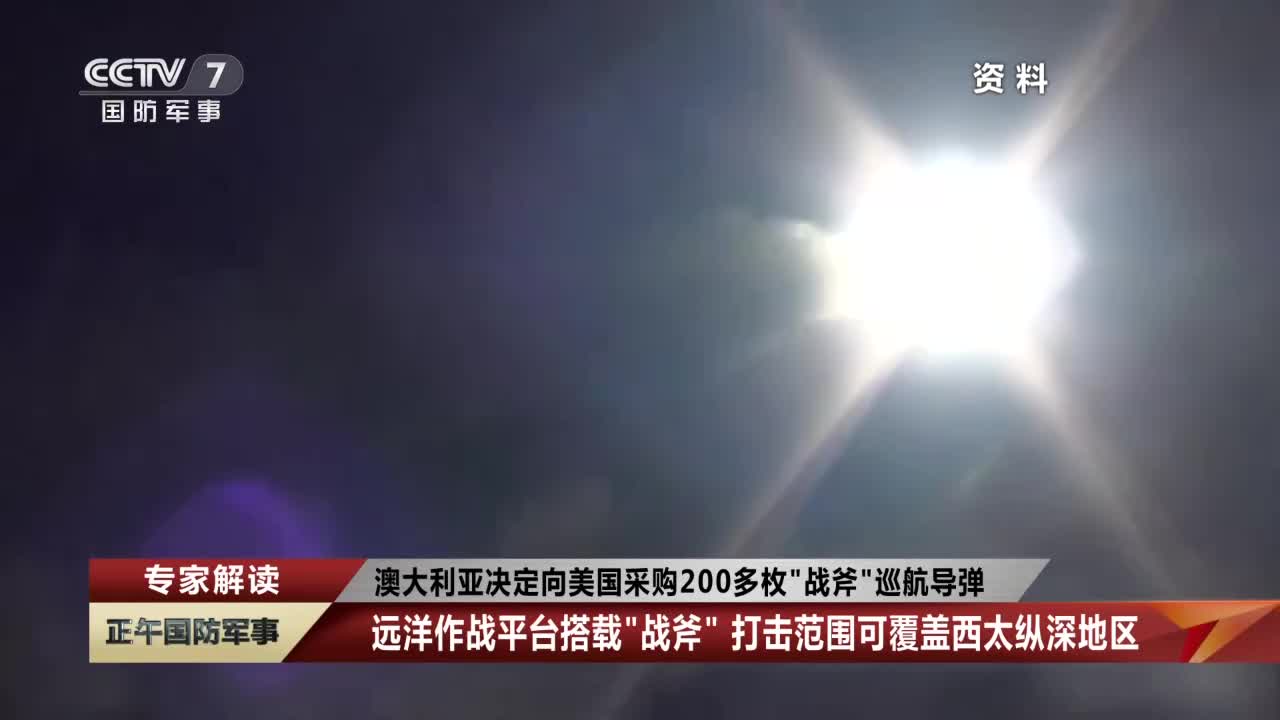 CCTV 7
国防军事
资料
专家解读
澳大利亚决定向美国采购200多枚"战斧"巡航导弹
正午国防军事
远洋作战平台搭载"战斧" 打击范围可覆盖西太纵深地区